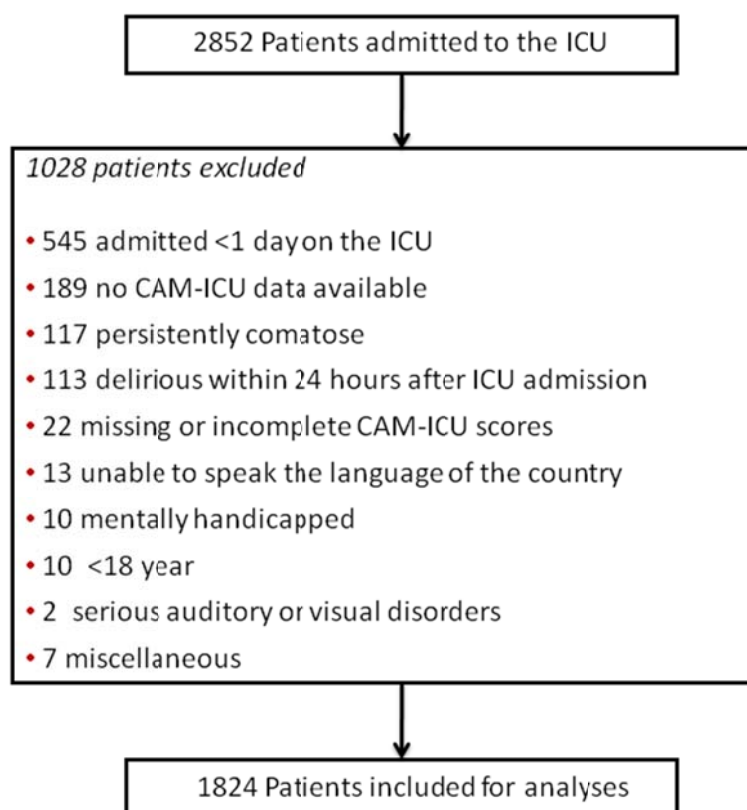 2852 Patients admitted to the ICU
1028 patients excluded
• 545 admitted <1 day on the ICU
• 189 no CAM-ICU data available
• 117 persistently comatose
• 113 delirious within 24 hours after ICU admission
• 22 missing or incomplete CAM-ICU scores
• 13 unable to speak the language of the country
• 10 mentally handicapped
• 10 <18 year
• 2 serious auditory or visual disorders
• 7 miscellaneous
1824 Patients included for analyses